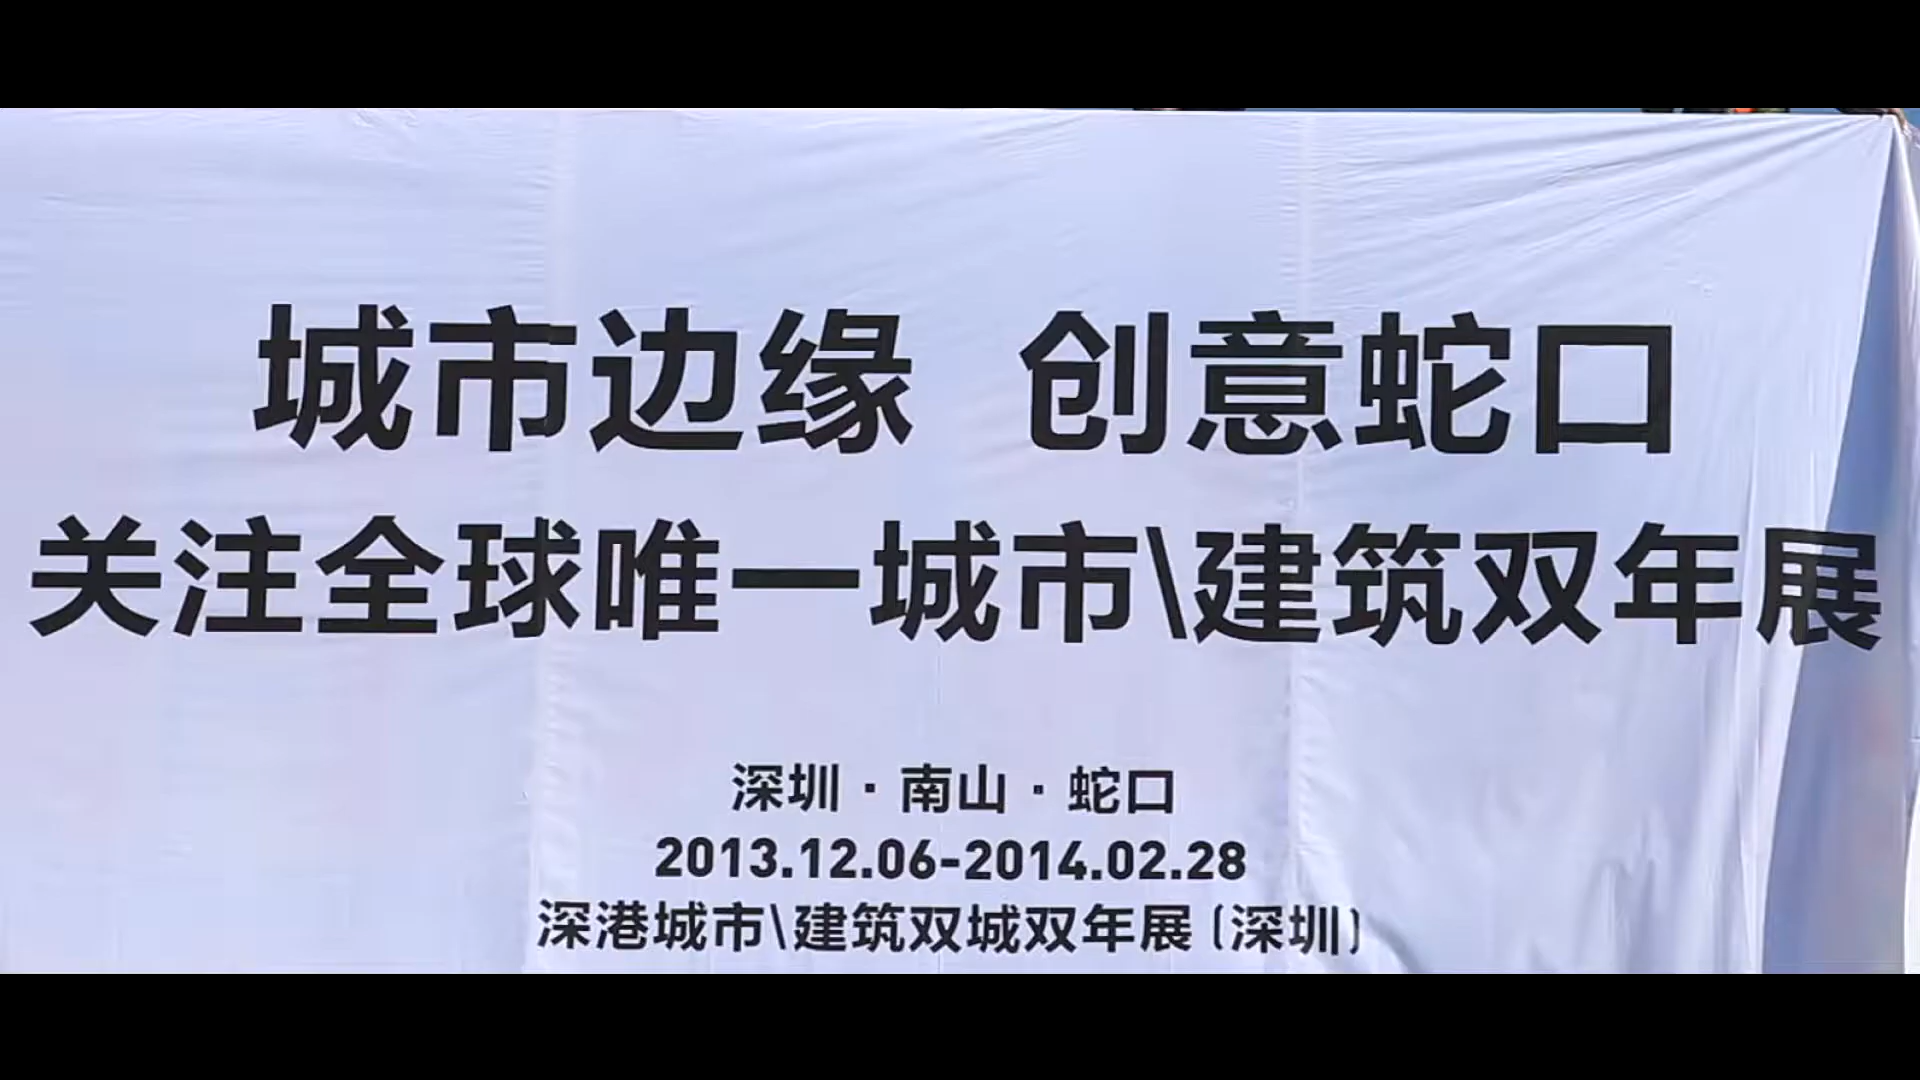 城市边缘 创意蛇口
关注全球唯一城市\建筑双年展
深圳·南山·蛇口
2013.12.06-2014.02.28
深港城市\建筑双城双年展(深圳)